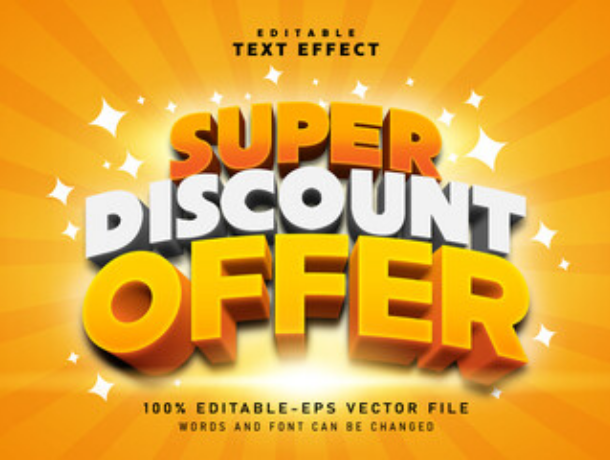 EDITABLE
TEXT EFFECT
SUPER
DISCOUNT
OFFER
100% EDITABLE-EPS VECTOR FILE
WORDS AND FONT CAN BE CHANGED